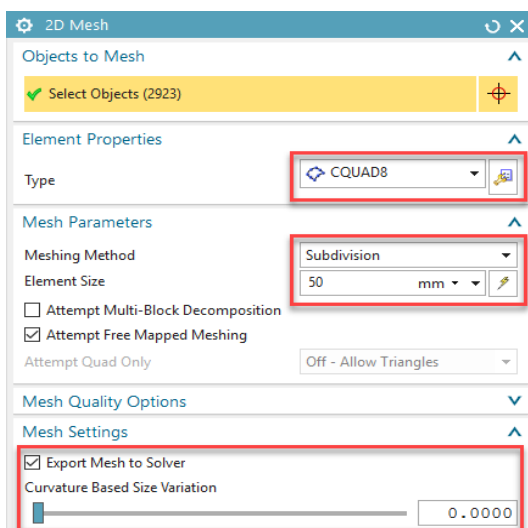 2D Mesh
Objects to Mesh
Select Objects (2923)
Element Properties
Type CQUAD8
Mesh Parameters
Meshing Method Subdivision
Element Size 50 mm
Attempt Multi-Block Decomposition
Attempt Free Mapped Meshing
Attempt Quad Only Off - Allow Triangles
Mesh Quality Options
Mesh Settings
Export Mesh to Solver
Curvature Based Size Variation
0.0000